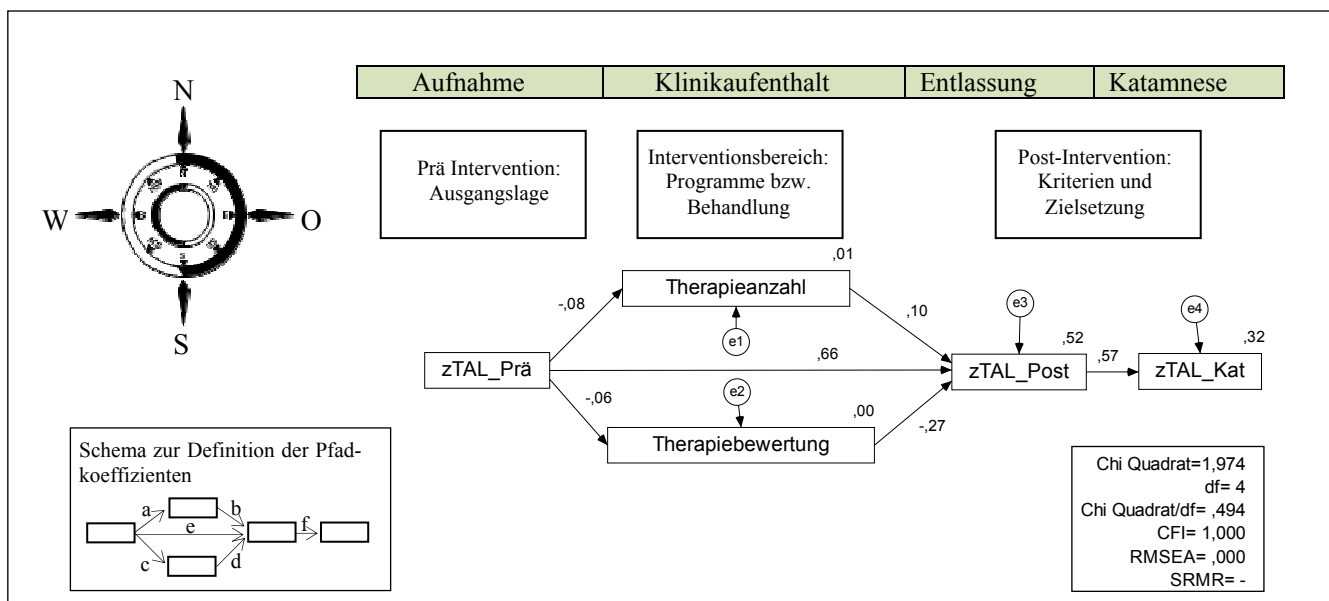 N
W
O
S
Aufnahme Klinikaufenthalt Entlassung Katamnese
Prä Intervention:
Ausgangslage
Interventionsbereich:
Programme bzw.
Behandlung
Post-Intervention:
Kriterien und
Zielsetzung
,01
Therapieanzahl
e1
-,08
,10
e3
e4
zTAL_Prä
,66
,52
zTAL_Post
,57
,32
zTAL_Kat
-,06
e2
,00
Therapiebewertung
-,27
Schema zur Definition der Pfad-
koeffizienten
a
b
e
f
c
d
Chi Quadrat=1,974
df= 4
Chi Quadrat/df= ,494
CFI= 1,000
RMSEA= ,000
SRMR= -